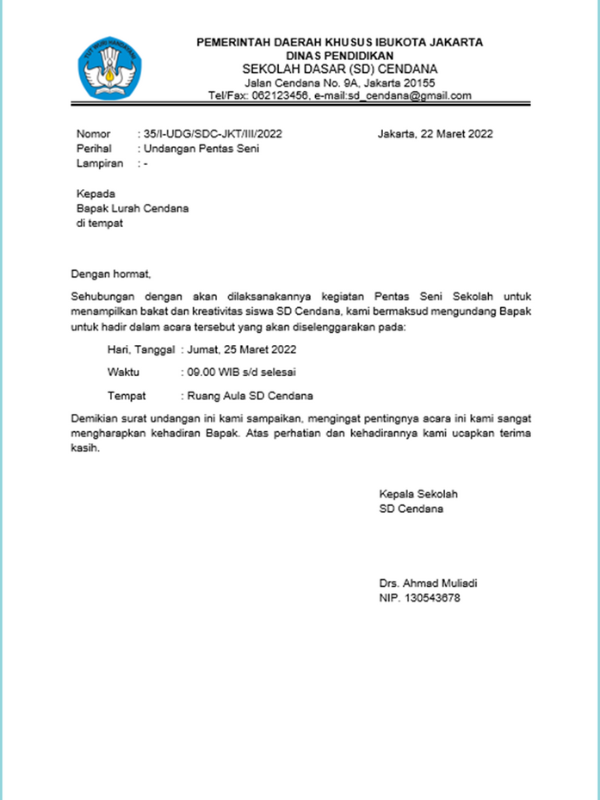 TUT WURI HANDAYANI
PEMERINTAH DAERAH KHUSUS IBUKOTA JAKARTA
DINAS PENDIDIKAN
SEKOLAH DASAR (SD) CENDANA
Jalan Cendana No. 9A, Jakarta 20155
Tel/Fax: 062123456, e-mail:sd_cendana@gmail.com
Nomor : 35/I-UDG/SDC-JKT/III/2022 Jakarta, 22 Maret 2022
Perihal : Undangan Pentas Seni
Lampiran : -
Kepada
Bapak Lurah Cendana
di tempat
Dengan hormat,
Sehubungan dengan akan dilaksanakannya kegiatan Pentas Seni Sekolah untuk
menampilkan bakat dan kreativitas siswa SD Cendana, kami bermaksud mengundang Bapak
untuk hadir dalam acara tersebut yang akan diselenggarakan pada:
Hari, Tanggal : Jumat, 25 Maret 2022
Waktu : 09.00 WIB s/d selesai
Tempat : Ruang Aula SD Cendana
Demikian surat undangan ini kami sampaikan, mengingat pentingnya acara ini kami sangat
mengharapkan kehadiran Bapak. Atas perhatian dan kehadirannya kami ucapkan terima
kasih.
Kepala Sekolah
SD Cendana
Drs. Ahmad Muliadi
NIP. 130543678